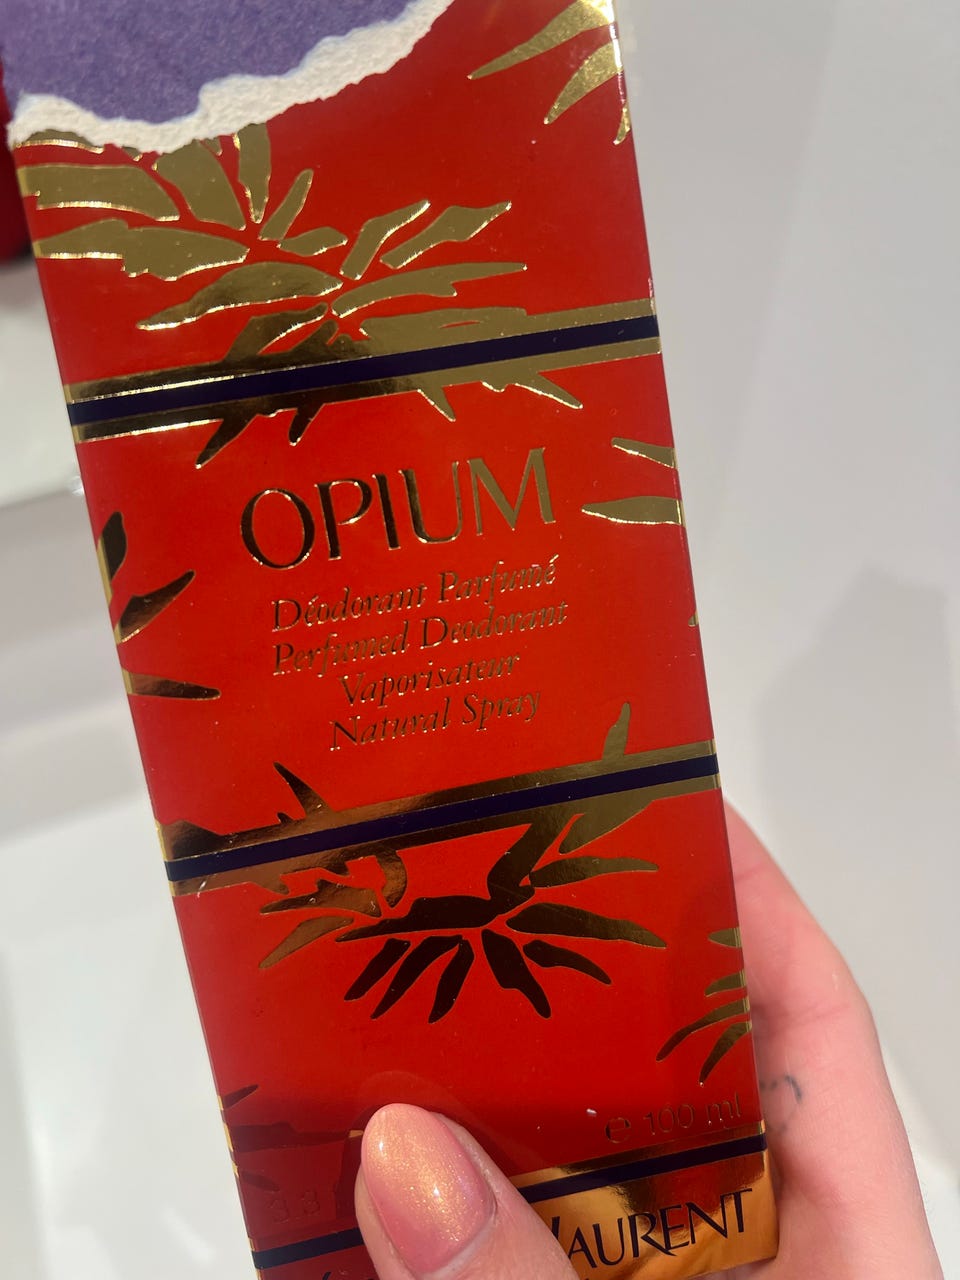 OPIUM
Déodorant Parfumé
Perfumed Deodorant
Vaporisateur
Natural Spray
e 100 ml
LAURENT